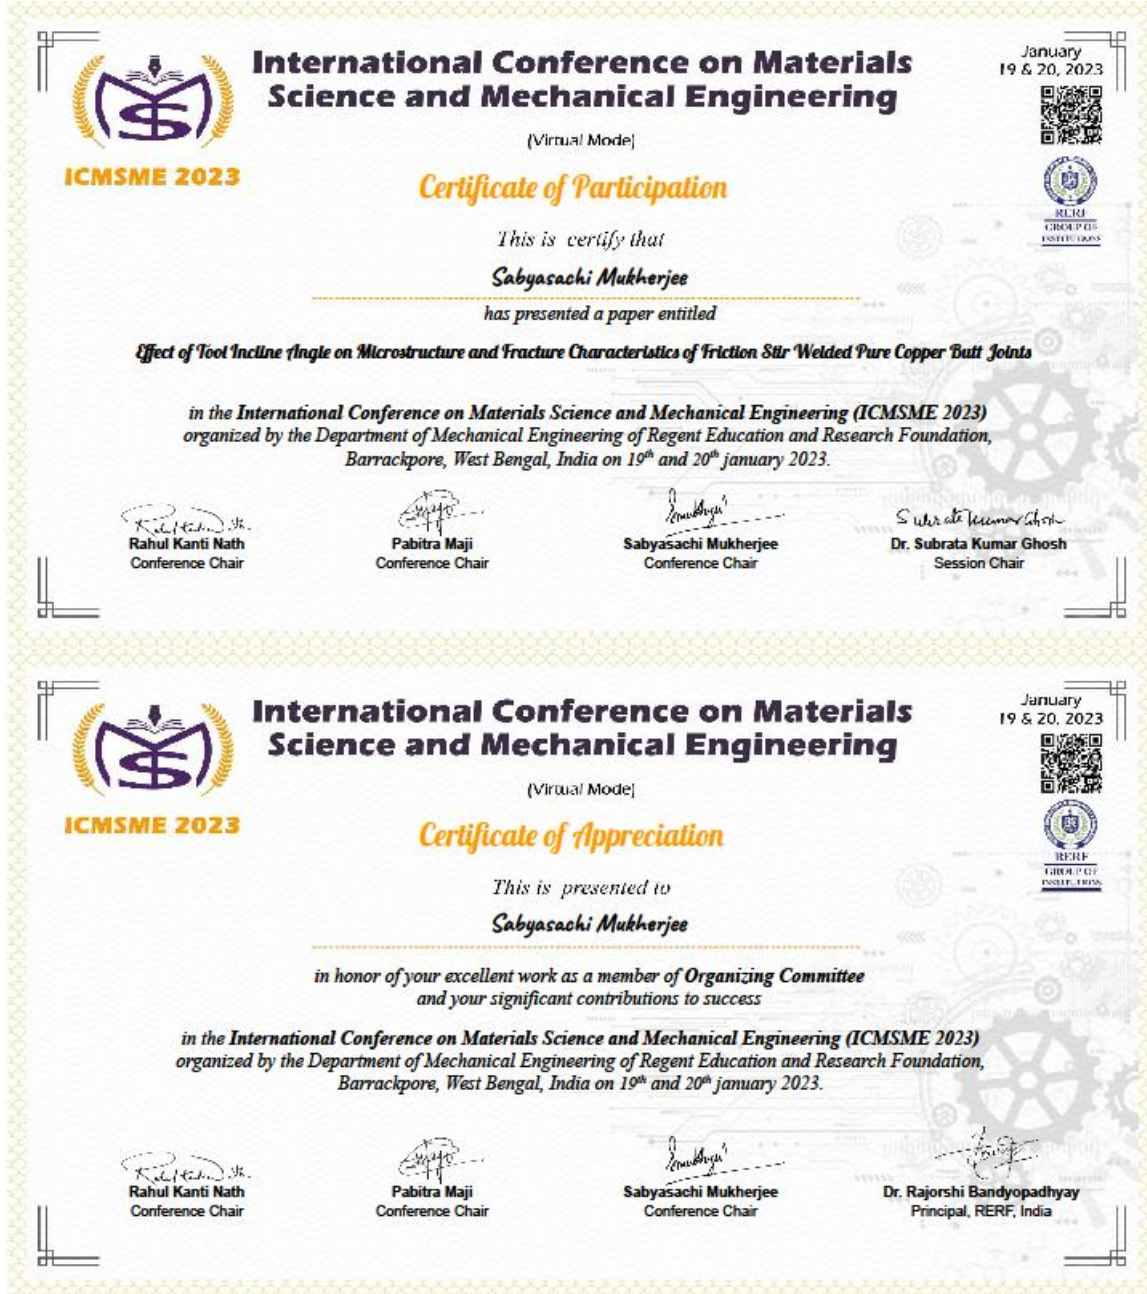 International Conference on Materials
Science and Mechanical Engineering
January
19 & 20, 2023
(Virtual Mode)
ICMSME 2023
Certificate of Participation
RERF
GROUP OF
INSTITUTIONS
This is certify that
Sabyasachi Mukherjee
has presented a paper entitled
Effect of Tool Incline Angle on Microstructure and Fracture Characteristics of Friction Stir Welded Pure Copper Butt Joints
in the International Conference on Materials Science and Mechanical Engineering (ICMSME 2023)
organized by the Department of Mechanical Engineering of Regent Education and Research Foundation,
Barrackpore, West Bengal, India on 19th and 20th january 2023.
Subrata Kumar Ghosh
Rahul Kanti Nath
Pabitra Maji
Sabyasachi Mukherjee
Dr. Subrata Kumar Ghosh
Conference Chair
Conference Chair
Conference Chair
Session Chair
International Conference on Materials
Science and Mechanical Engineering
January
19 & 20, 2023
(Virtual Mode)
ICMSME 2023
Certificate of Appreciation
RERF
GROUP OF
INSTITUTIONS
This is presented to
Sabyasachi Mukherjee
in honor of your excellent work as a member of Organizing Committee
and your significant contributions to success
in the International Conference on Materials Science and Mechanical Engineering (ICMSME 2023)
organized by the Department of Mechanical Engineering of Regent Education and Research Foundation,
Barrackpore, West Bengal, India on 19th and 20th january 2023.
Rahul Kanti Nath
Pabitra Maji
Sabyasachi Mukherjee
Dr. Rajorshi Bandyopadhyay
Conference Chair
Conference Chair
Conference Chair
Principal, RERF, India